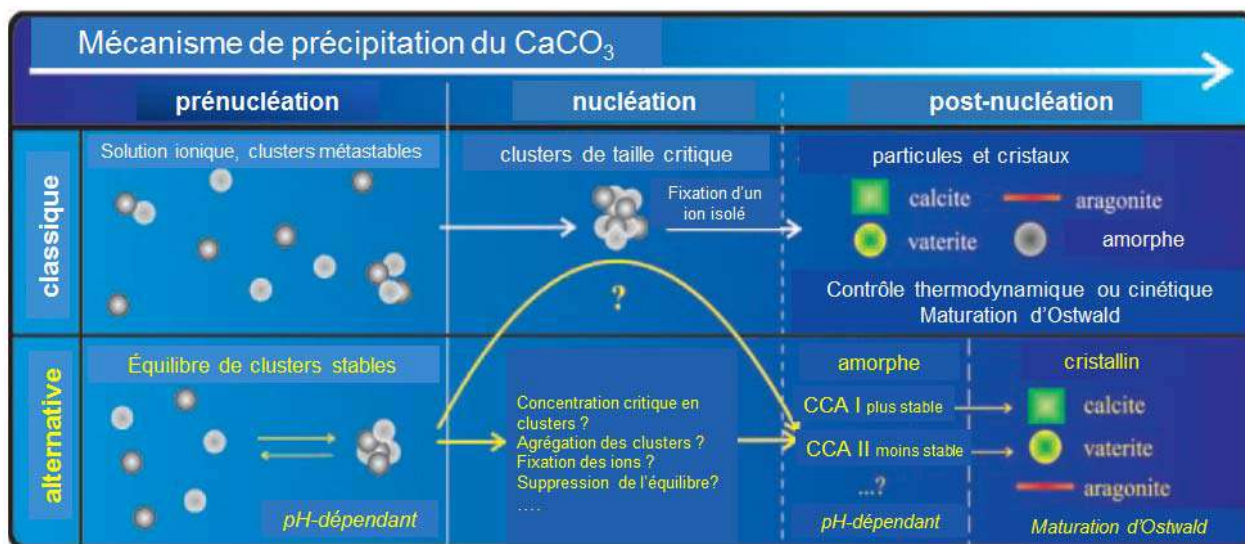 Mécanisme de précipitation du CaCO₃
prénucléation
nucléation
post-nucléation
classique
Solution ionique, clusters métastables
clusters de taille critique
Fixation d'un
ion isolé
?
particules et cristaux
calcite
aragonite
vaterite
amorphe
Contrôle thermodynamique ou cinétique
Maturation d'Ostwald
alternative
Équilibre de clusters stables
pH-dépendant
Concentration critique en
clusters ?
Agrégation des clusters ?
Fixation des ions ?
Suppression de l'équilibre?
....
amorphe
CCA I plus stable
CCA II moins stable
...?
pH-dépendant
cristallin
calcite
vaterite
aragonite
Maturation d'Ostwald